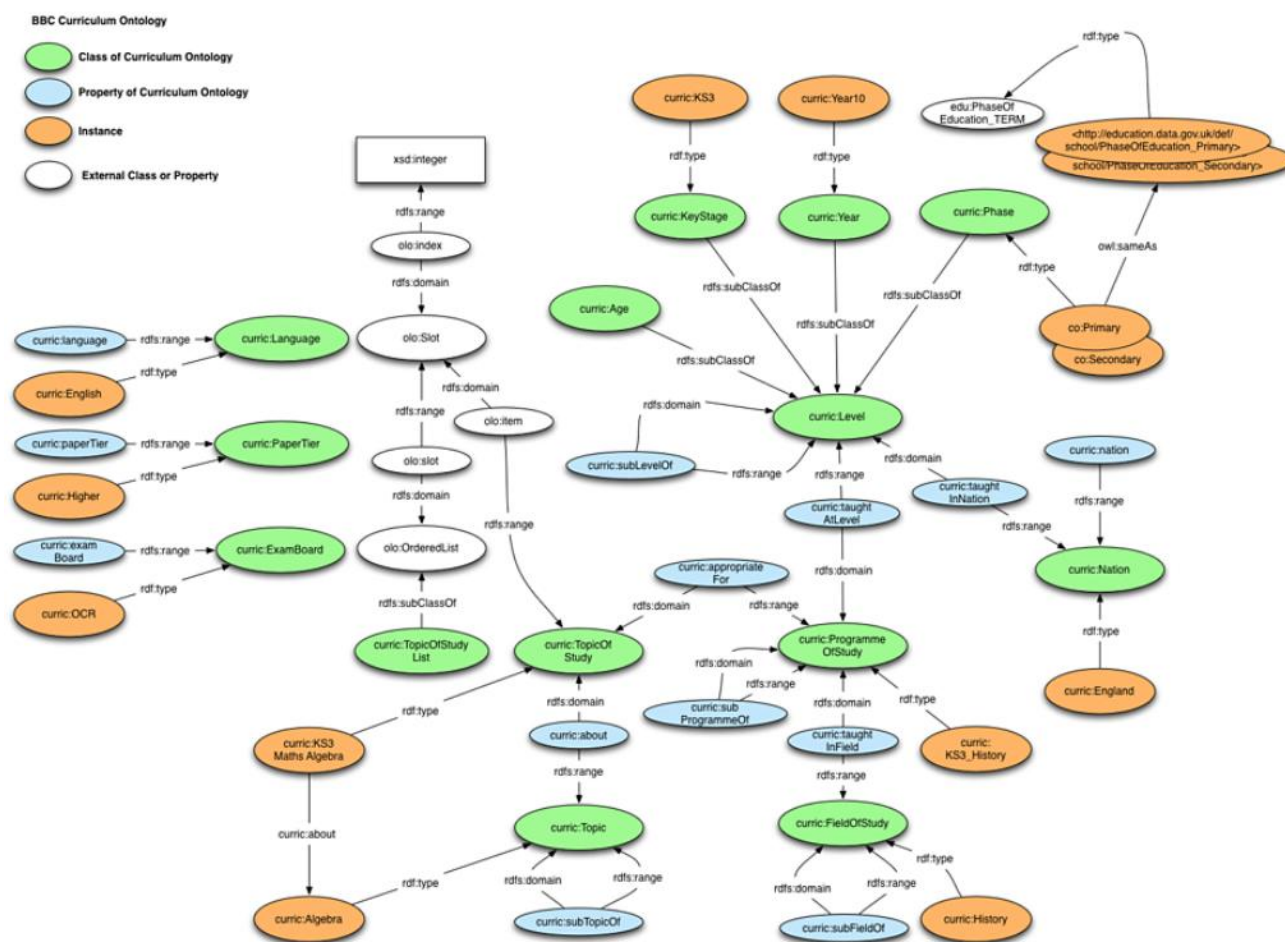 BBC Curriculum Ontology
Class of Curriculum Ontology
Property of Curriculum Ontology
Instance
External Class or Property
xsd:integer
rdfs:range
olo:index
rdfs:domain
olo:Slot
rdfs:domain
olo:item
rdfs:range
rdfs:range
olo:slot
rdfs:domain
olo:OrderedList
rdfs:subClassOf
curric:TopicOfStudy
List
curric:language
rdfs:range
curric:Language
rdf:type
curric:English
curric:paperTier
rdfs:range
curric:PaperTier
rdf:type
curric:Higher
curric:exam
Board
rdfs:range
curric:ExamBoard
rdf:type
curric:OCR
curric:KS3
rdf:type
curric:KeyStage
rdfs:subClassOf
curric:Year10
rdf:type
curric:Year
rdfs:subClassOf
edu:PhaseOf
Education_TERM
rdf:type
<http://education.data.gov.uk/def/
school/PhaseOfEducation_Primary>
school/PhaseOfEducation_Secondary>
owl:sameAs
curric:Phase
rdf:type
rdfs:subClassOf
co:Primary
co:Secondary
curric:Age
rdfs:subClassOf
curric:Level
rdfs:domain
curric:subLevelOf
rdfs:range
rdfs:range
curric:taught
AtLevel
rdfs:domain
rdfs:domain
curric:taught
InNation
rdfs:range
curric:nation
rdfs:range
curric:Nation
rdf:type
curric:England
curric:appropriate
For
rdfs:domain
rdfs:range
curric:TopicOf
Study
curric:Programme
OfStudy
rdfs:domain
rdfs:range
curric:sub
ProgrammeOf
rdfs:domain
curric:taught
InField
rdfs:range
rdf:type
curric:
KS3_History
rdf:type
curric:KS3
Maths Algebra
curric:about
rdfs:domain
curric:about
rdfs:range
curric:Topic
rdf:type
curric:Algebra
rdfs:domain
rdfs:range
curric:subTopicOf
curric:FieldOfStudy
rdfs:domain
rdfs:range
curric:subFieldOf
rdf:type
curric:History